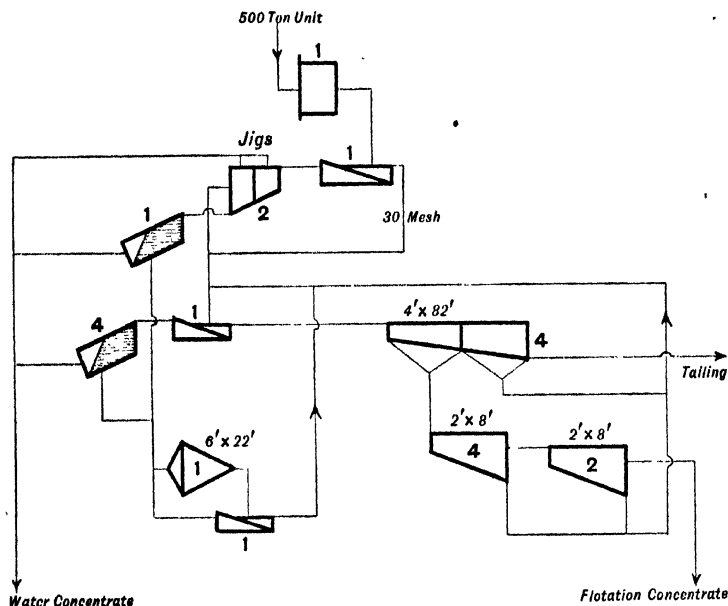 500 Ton Unit
1
Jigs
1
2
30 Mesh
1
4
1
4' x 82'
4
Tailing
6' x 22'
1
1
2' x 8'
4
2' x 8'
2
Water Concentrate
Flotation Concentrate